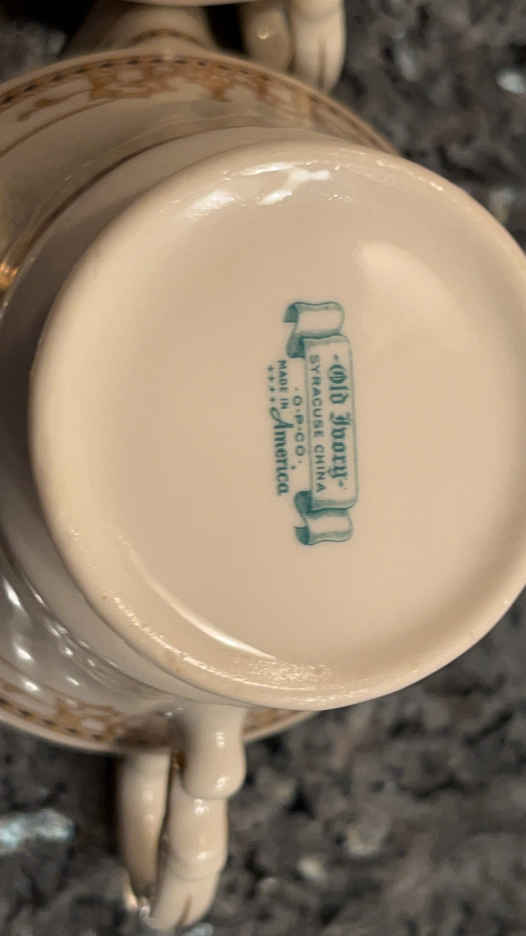 ·Old Ivory·
SYRACUSE CHINA
·O·P·CO·
MADE IN America